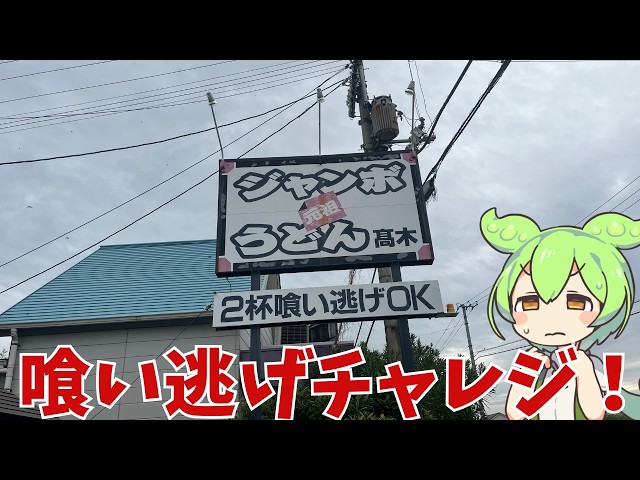 ジャンボ
元祖
うどん 髙木
2杯喰い逃げOK
喰い逃げチャレジ！